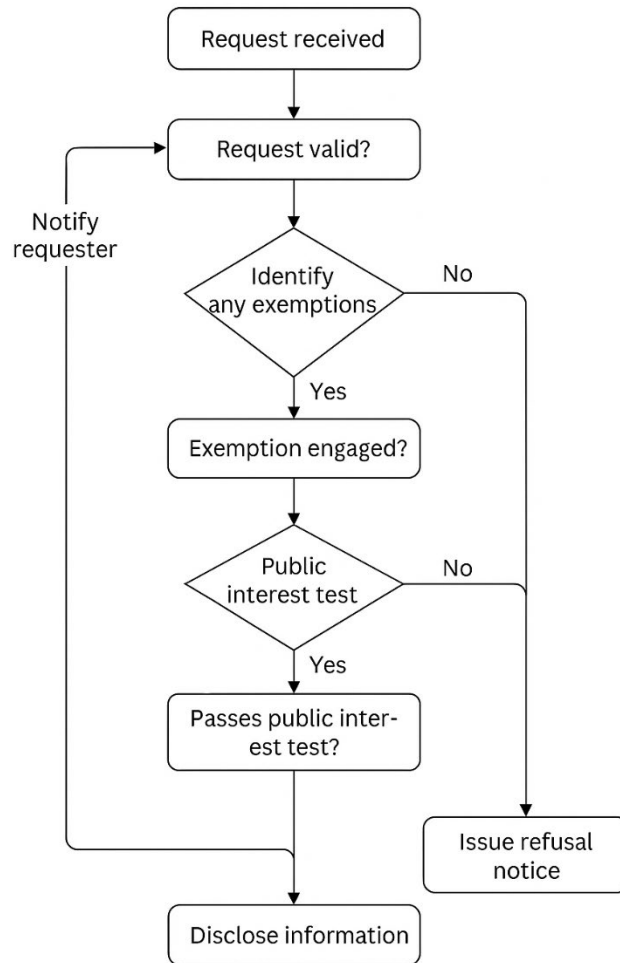 Request received
Request valid?
Notify
requester
Identify
any exemptions
No
Yes
Exemption engaged?
Public
interest test
No
Yes
Passes public inter-
est test?
Issue refusal
notice
Disclose information